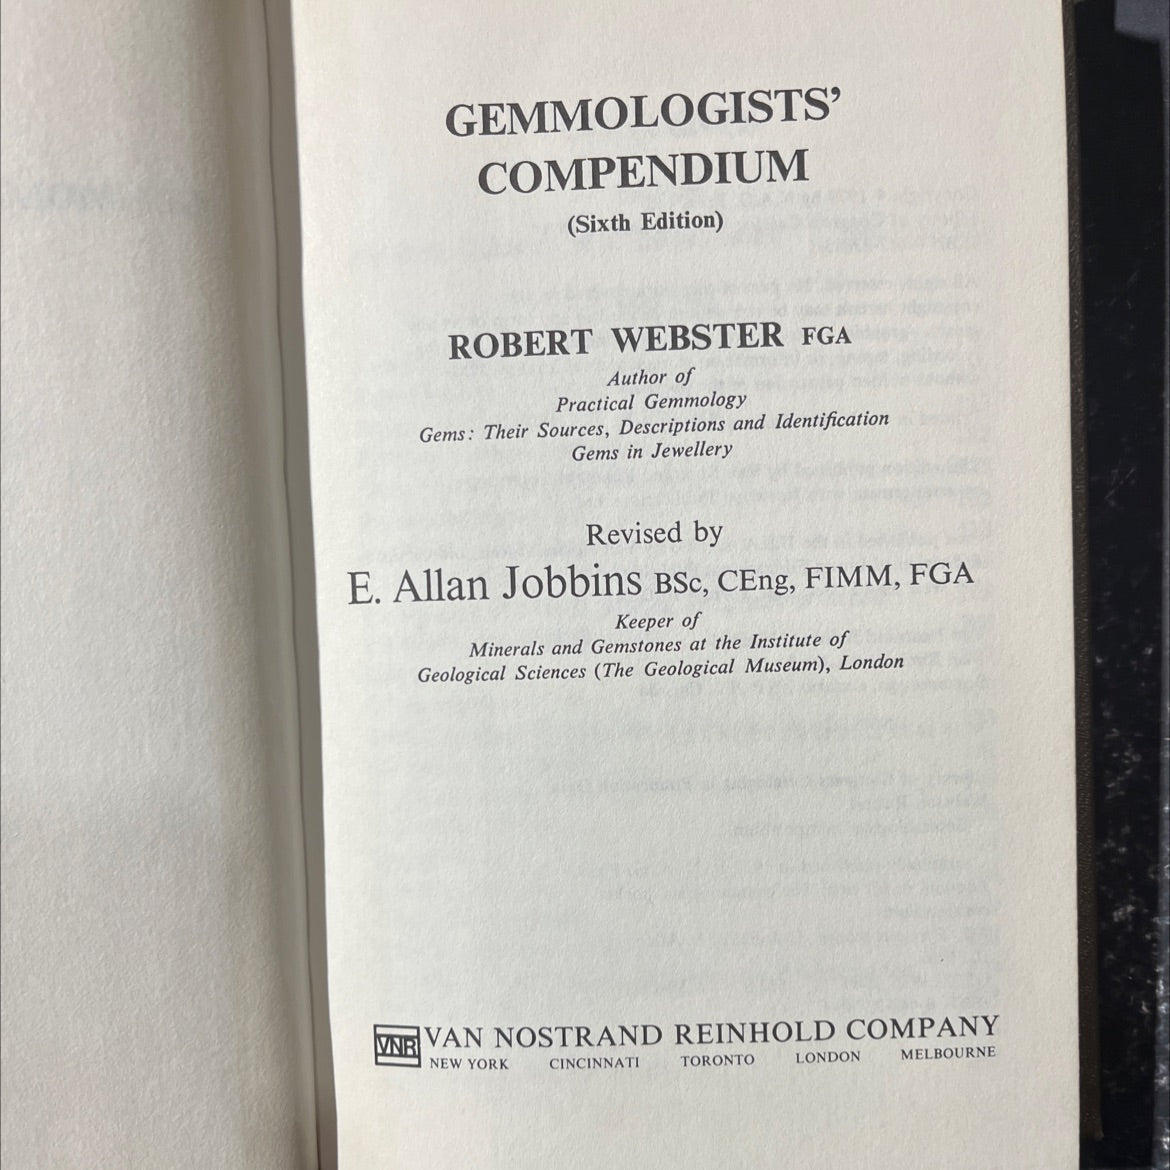 GEMMOLOGISTS’
COMPENDIUM
(Sixth Edition)
ROBERT WEBSTER FGA
Author of
Practical Gemmology
Gems: Their Sources, Descriptions and Identification
Gems in Jewellery
Revised by
E. Allan Jobbins BSc, CEng, FIMM, FGA
Keeper of
Minerals and Gemstones at the Institute of
Geological Sciences (The Geological Museum), London
VNR VAN NOSTRAND REINHOLD COMPANY
NEW YORK CINCINNATI TORONTO LONDON MELBOURNE